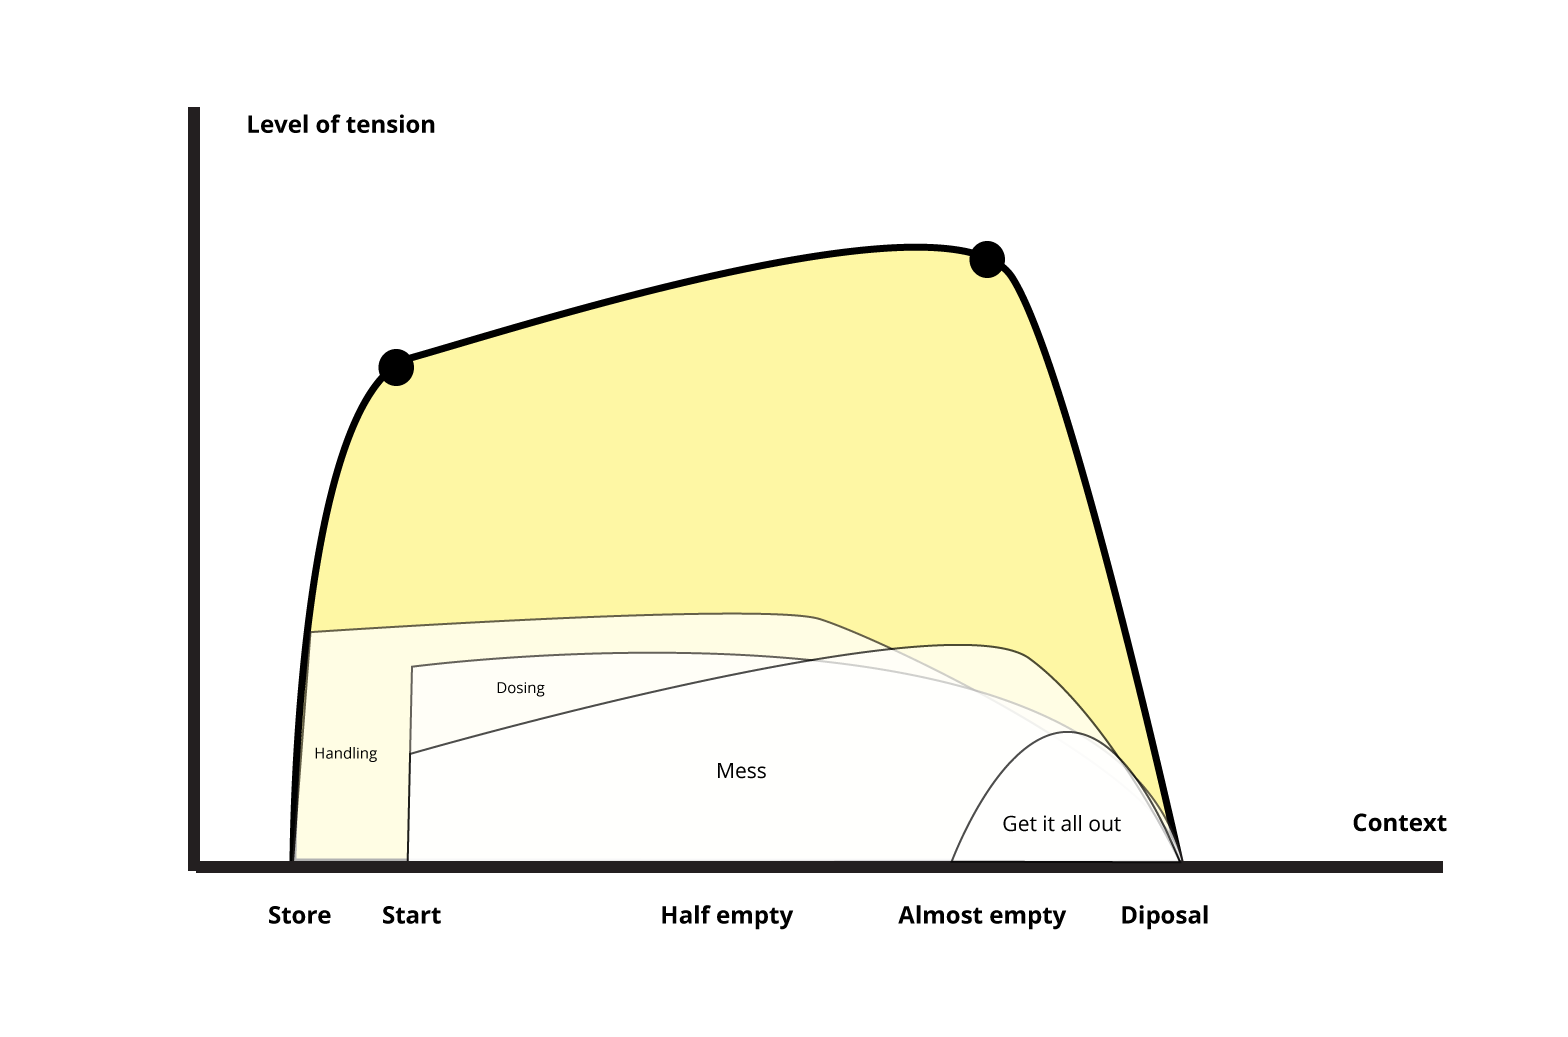 Level of tension
Dosing
Handling
Mess
Get it all out
Context
Store
Start
Half empty
Almost empty
Diposal